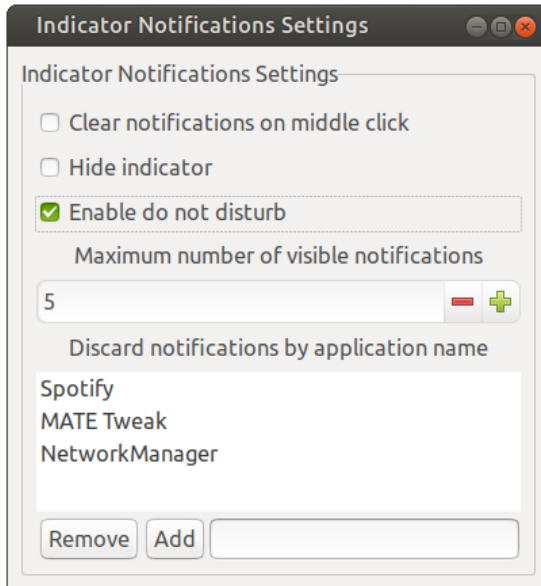 Indicator Notifications Settings
Indicator Notifications Settings
Clear notifications on middle click
Hide indicator
Enable do not disturb
Maximum number of visible notifications
5
Discard notifications by application name
Spotify
MATE Tweak
NetworkManager
Remove Add